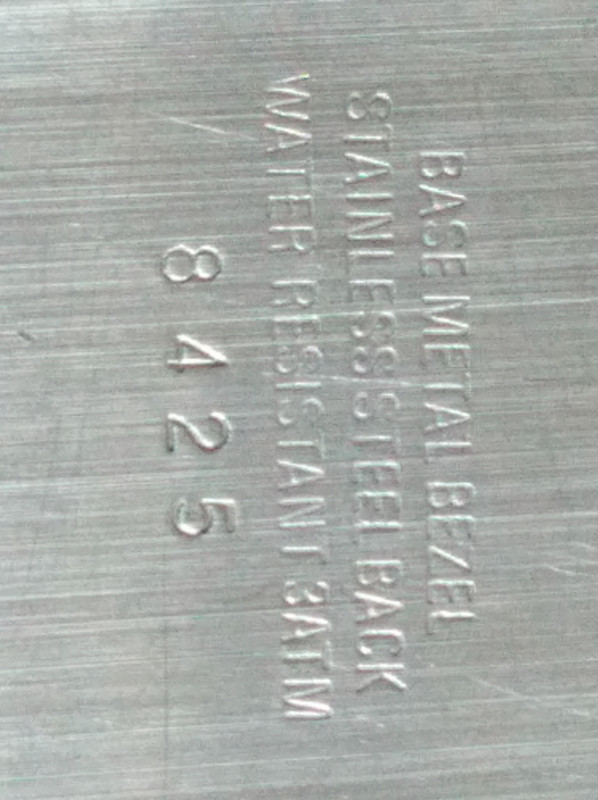 BASE METAL BEZEL
STAINLESS STEEL BACK
WATER RESISTANT 3ATM
8425